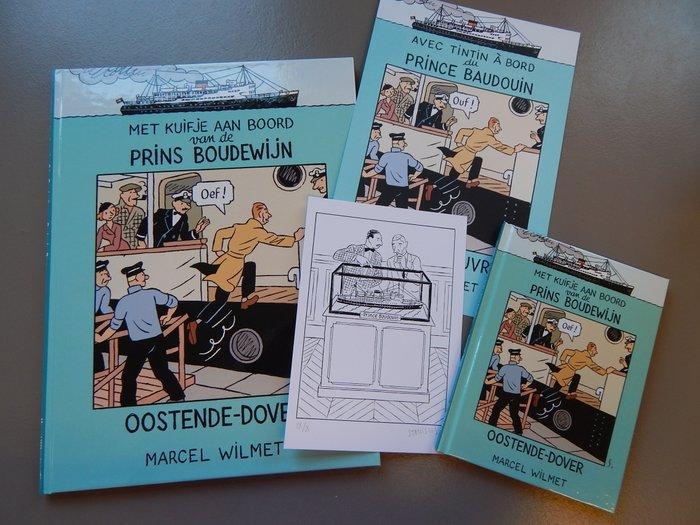 MET KUIFJE AAN BOORD
van de
PRINS BOUDEWIJN
Oef!
OOSTENDE-DOVER
MARCEL WILMET
AVEC TINTIN À BORD
du
PRINCE BAUDOUIN
Ouf!
Prince Baudouin
MET KUIFJE AAN BOORD
van de
PRINS BOUDEWIJN
Oef!
OOSTENDE-DOVER
S.
MARCEL WILMET